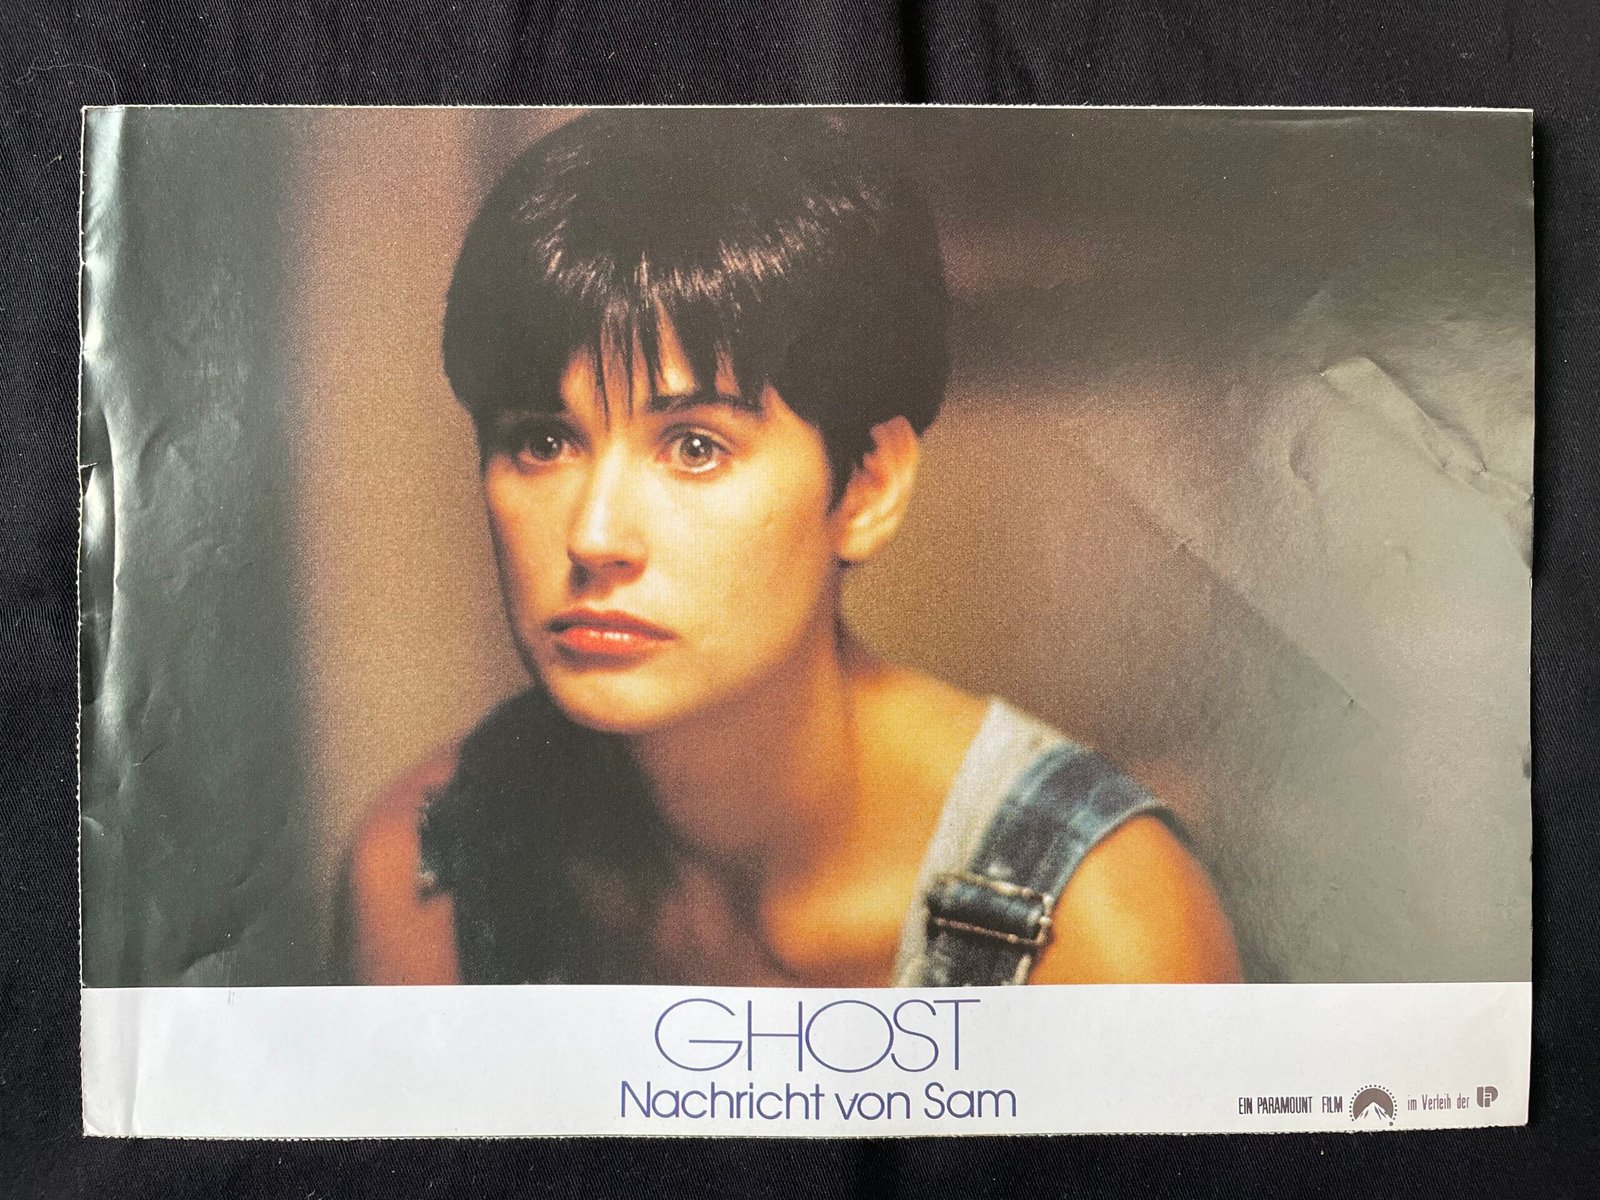 GHOST
Nachricht von Sam
EIN PARAMOUNT FILM im Verleih der